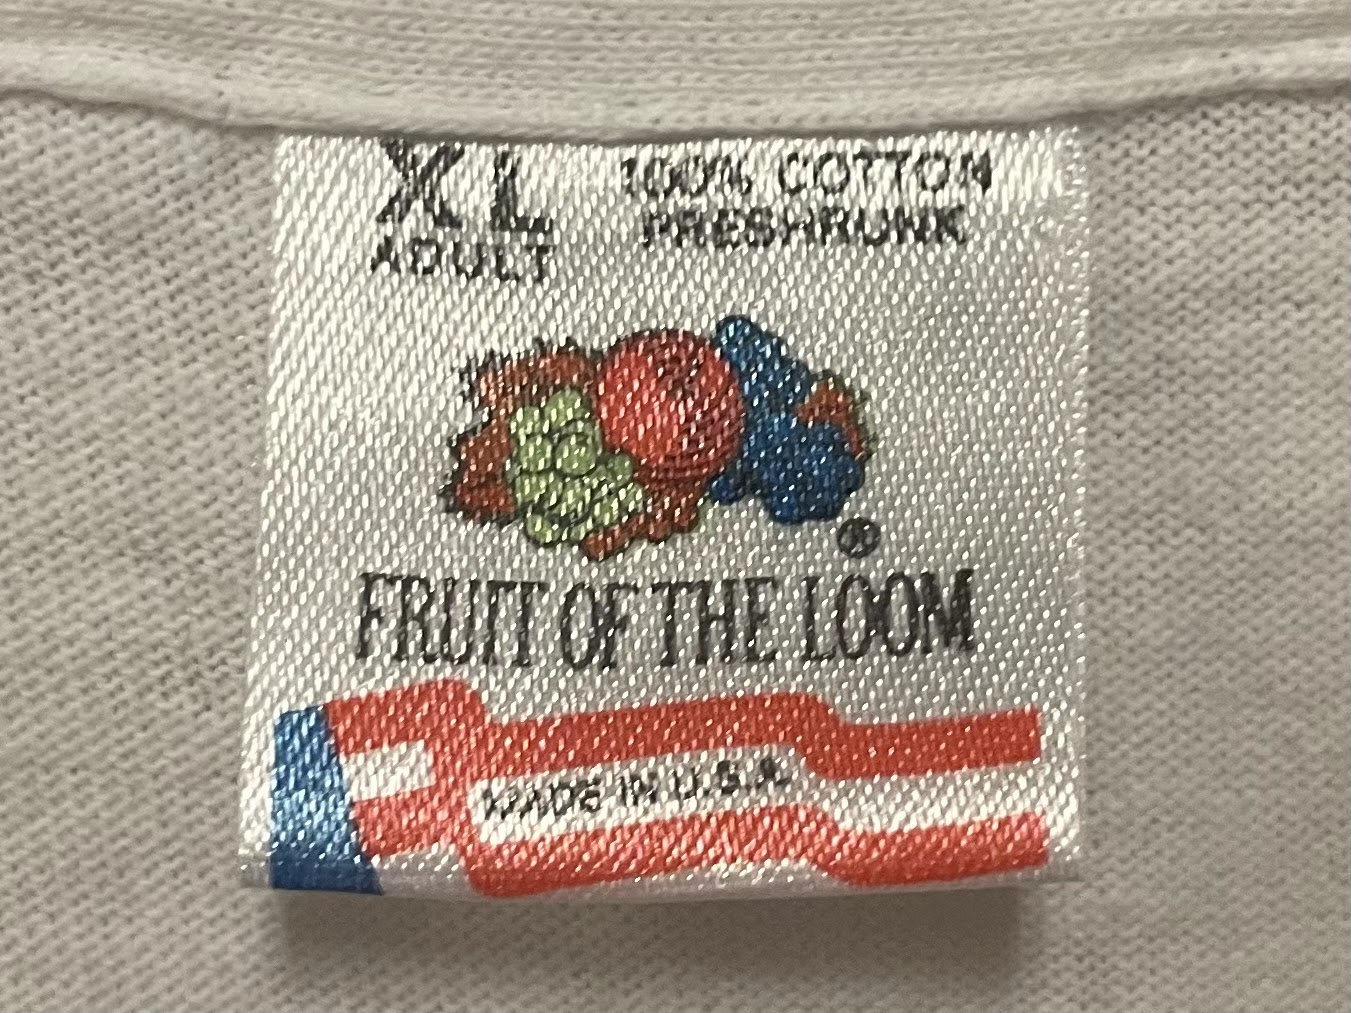 XL
ADULT
100% COTTON
PRESHRUNK
®
FRUIT OF THE LOOM
MADE IN U.S.A.